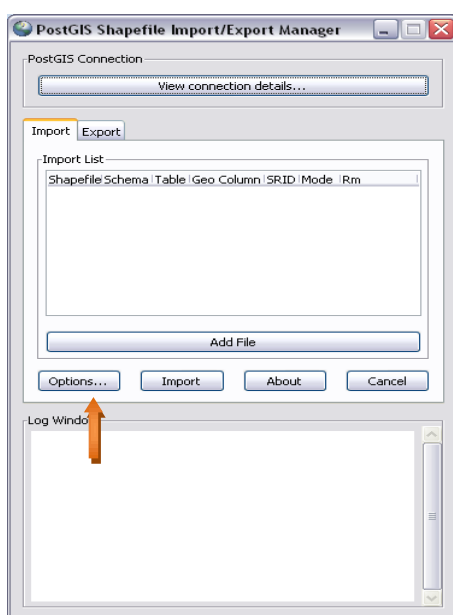 PostGIS Shapefile Import/Export Manager
PostGIS Connection
View connection details...
Import Export
Import List
Shapefile Schema Table Geo Column SRID Mode Rm
Add File
Options... Import About Cancel
Log Windo